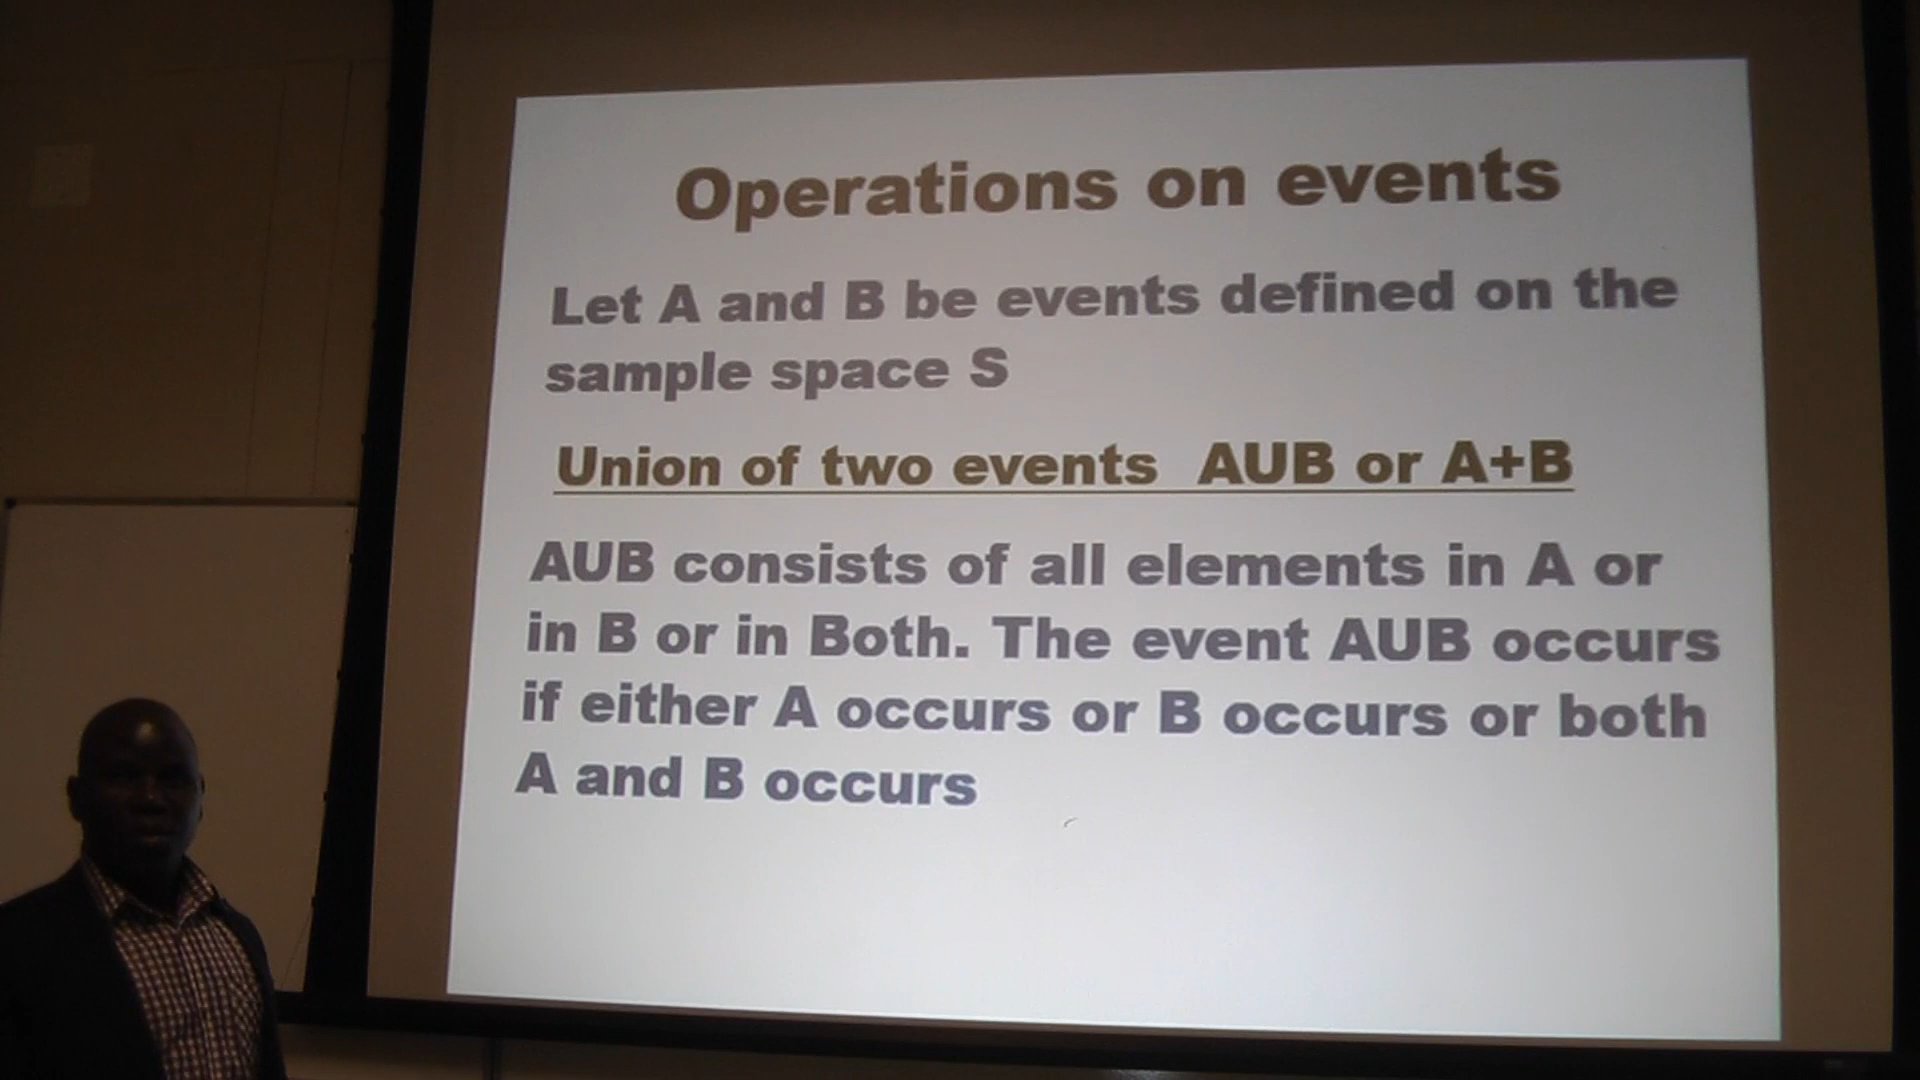 Operations on events
Let A and B be events defined on the
sample space S
Union of two events AUB or A+B
AUB consists of all elements in A or
in B or in Both. The event AUB occurs
if either A occurs or B occurs or both
A and B occurs